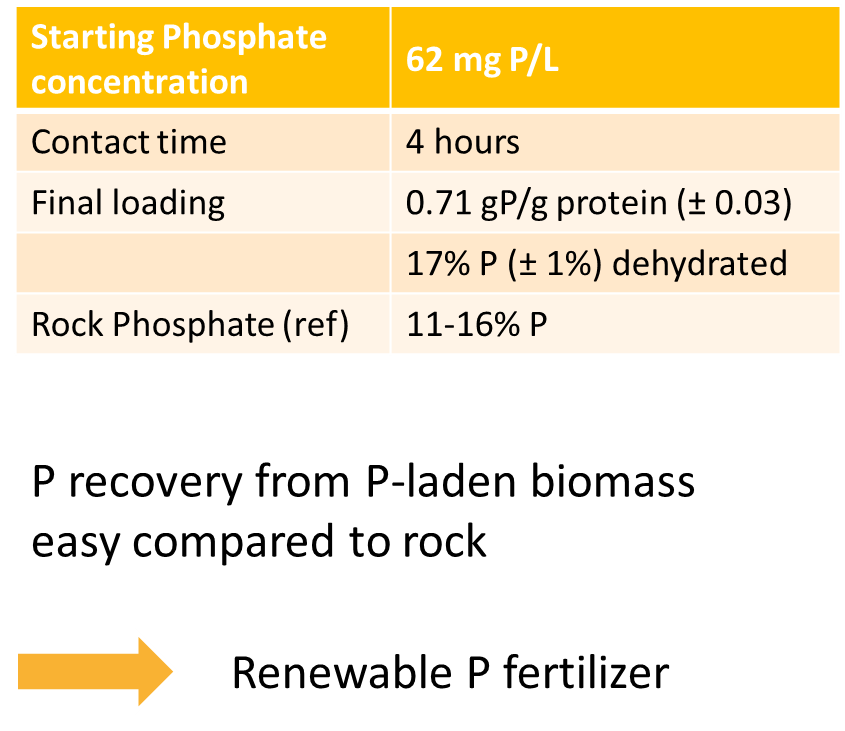 Starting Phosphate
concentration
62 mg P/L
Contact time
4 hours
Final loading
0.71 gP/g protein (± 0.03)
17% P (± 1%) dehydrated
Rock Phosphate (ref)
11-16% P
P recovery from P-laden biomass
easy compared to rock
Renewable P fertilizer